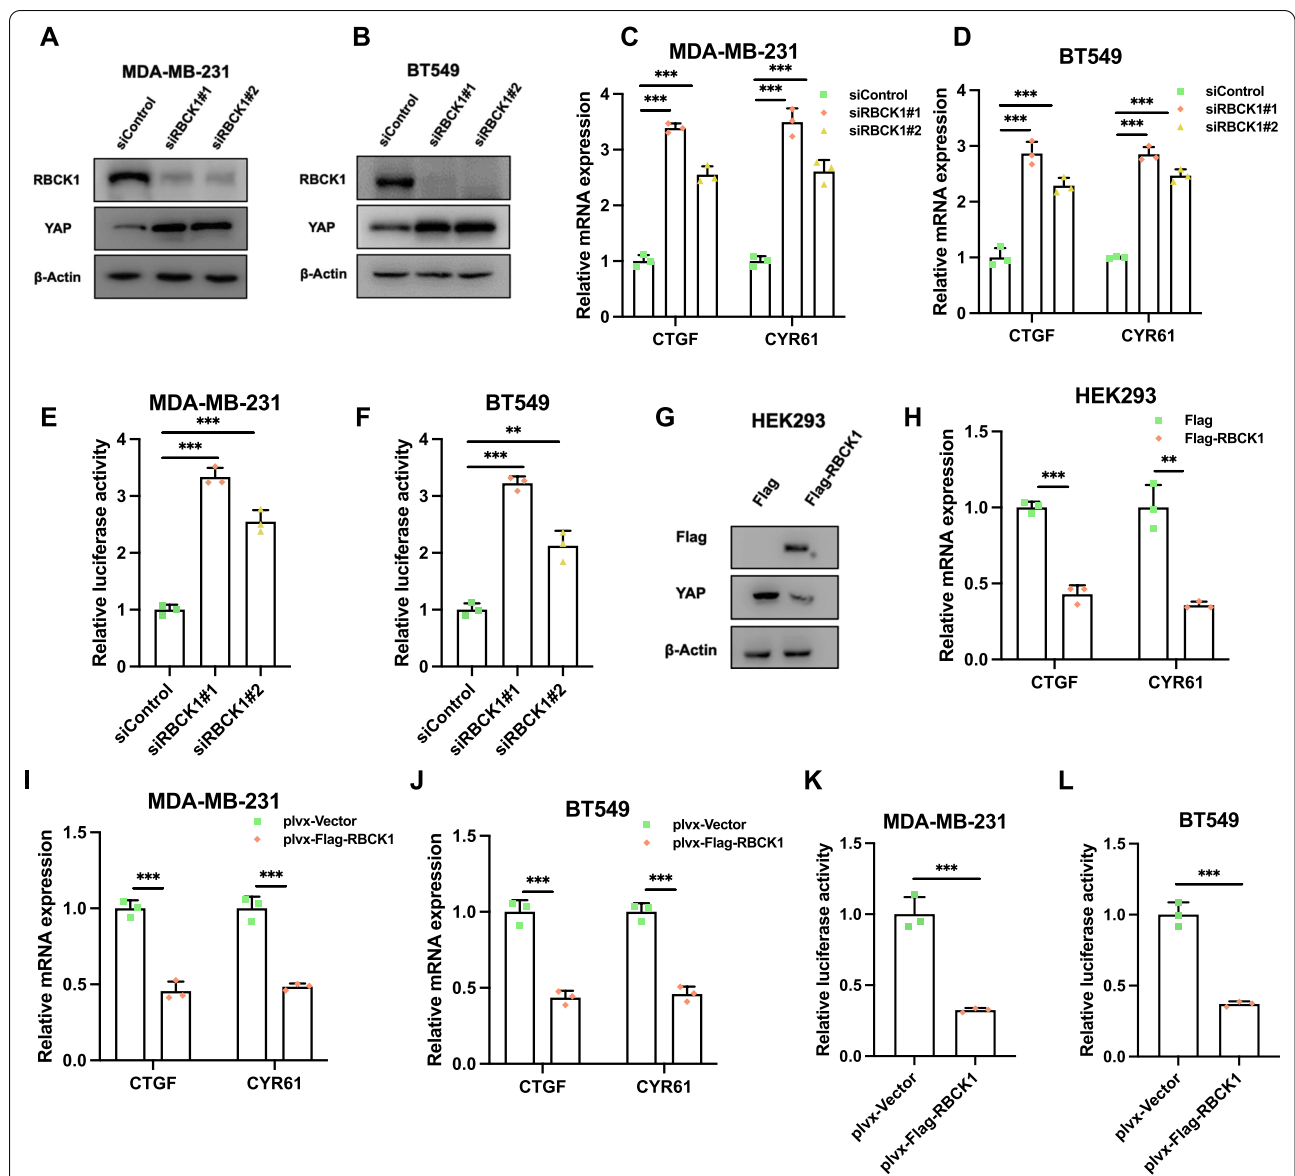 A
MDA-MB-231
siControl
siRBCK1#1
siRBCK1#2
RBCK1
YAP
β-Actin
B
BT549
siControl
siRBCK1#1
siRBCK1#2
RBCK1
YAP
β-Actin
C
MDA-MB-231
Relative mRNA expression
4
3
2
1
0
***
***
***
***
siControl
siRBCK1#1
siRBCK1#2
CTGF
CYR61
D
BT549
Relative mRNA expression
4
3
2
1
0
***
***
***
***
siControl
siRBCK1#1
siRBCK1#2
CTGF
CYR61
E
MDA-MB-231
Relative luciferase activity
4
3
2
1
0
***
***
siControl
siRBCK1#1
siRBCK1#2
F
BT549
Relative luciferase activity
4
3
2
1
0
**
***
siControl
siRBCK1#1
siRBCK1#2
G
HEK293
Flag
Flag-RBCK1
Flag
YAP
β-Actin
H
HEK293
Relative mRNA expression
1.5
1.0
0.5
0.0
***
**
Flag
Flag-RBCK1
CTGF
CYR61
I
MDA-MB-231
Relative mRNA expression
1.5
1.0
0.5
0.0
***
***
plvx-Vector
plvx-Flag-RBCK1
CTGF
CYR61
J
BT549
Relative mRNA expression
1.5
1.0
0.5
0.0
***
***
plvx-Vector
plvx-Flag-RBCK1
CTGF
CYR61
K
MDA-MB-231
Relative luciferase activity
1.5
1.0
0.5
0.0
***
plvx-Vector
plvx-Flag-RBCK1
L
BT549
Relative luciferase activity
1.5
1.0
0.5
0.0
***
plvx-Vector
plvx-Flag-RBCK1